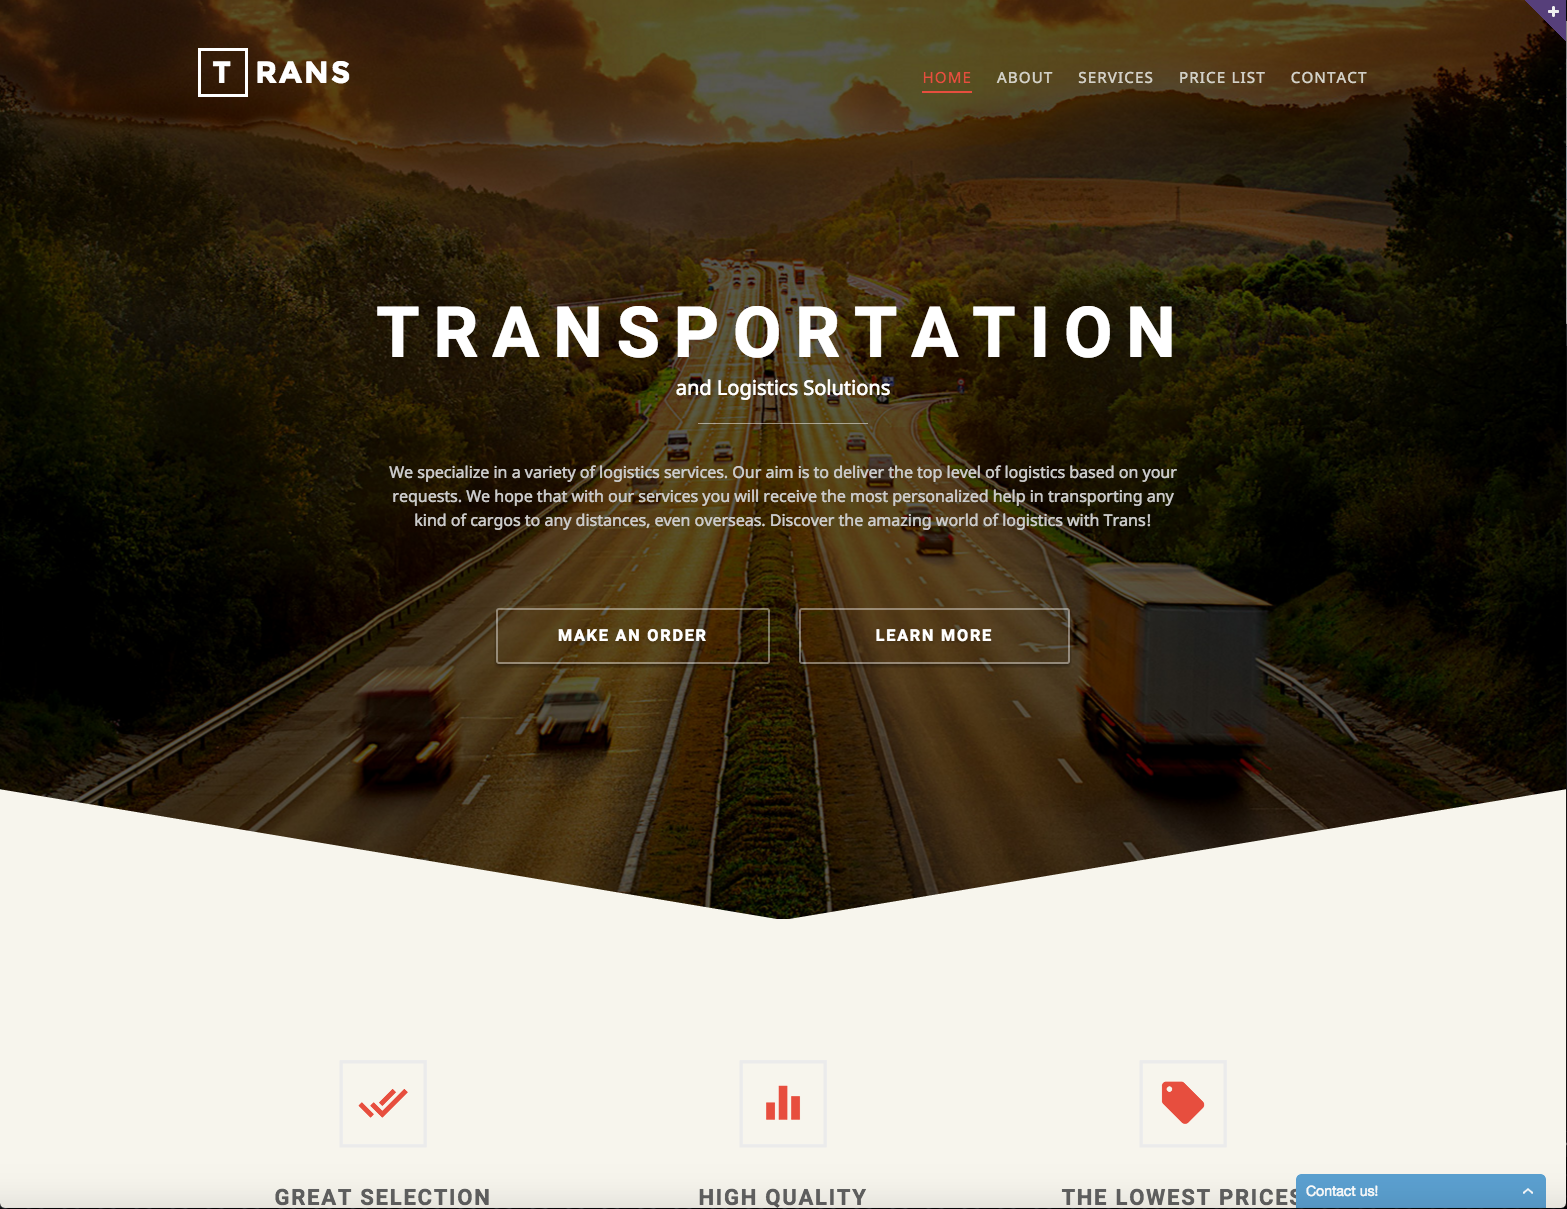 TRANS
HOME ABOUT SERVICES PRICE LIST CONTACT
TRANSPORTATION
and Logistics Solutions
We specialize in a variety of logistics services. Our aim is to deliver the top level of logistics based on your
requests. We hope that with our services you will receive the most personalized help in transporting any
kind of cargos to any distances, even overseas. Discover the amazing world of logistics with Trans!
MAKE AN ORDER
LEARN MORE
GREAT SELECTION
HIGH QUALITY
THE LOWEST PRICES
Contact us!